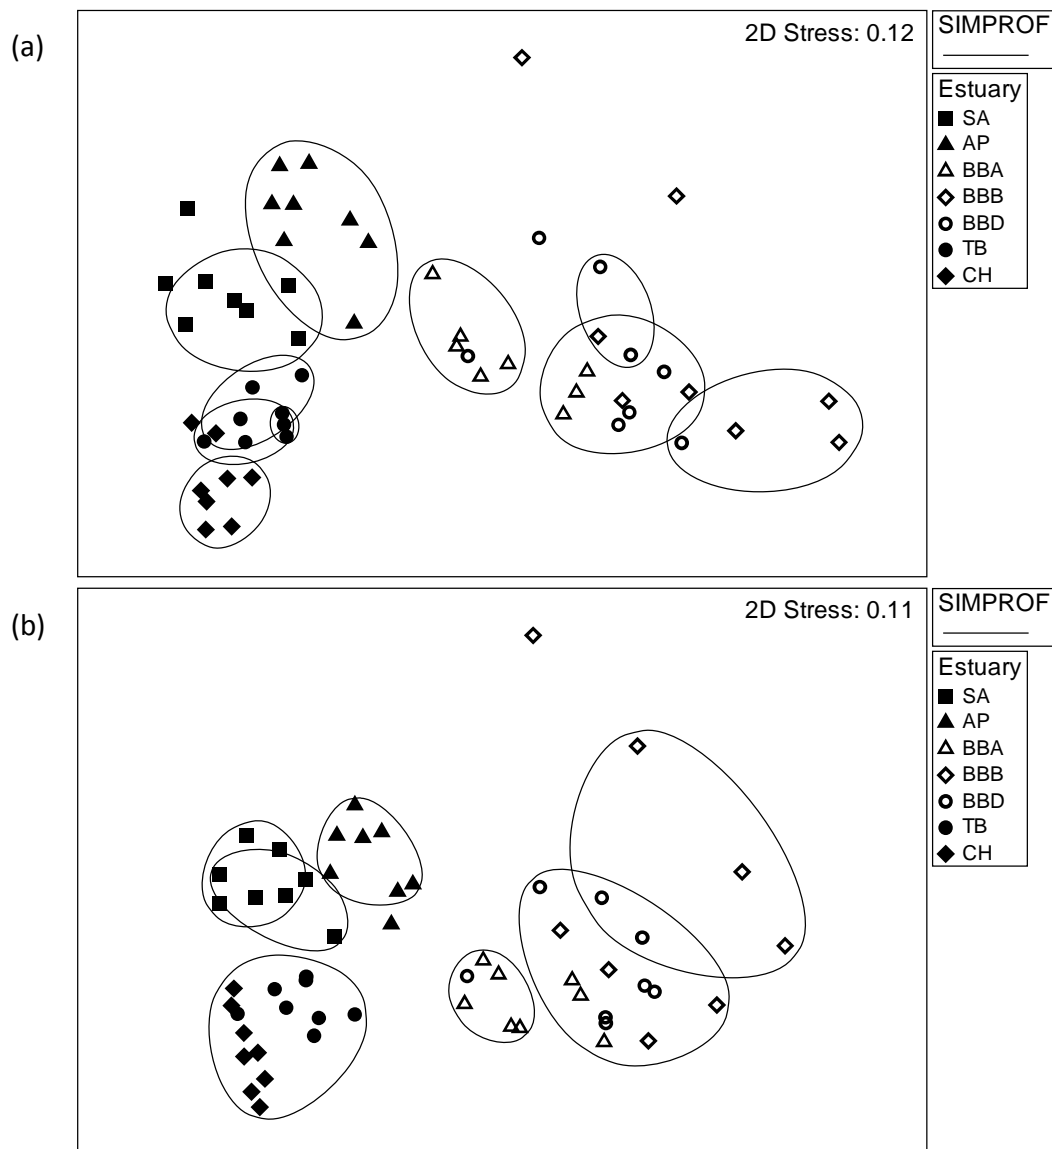 (a)
2D Stress: 0.12
SIMPROF
Estuary
SA
AP
BBA
BBB
BBD
TB
CH
(b)
2D Stress: 0.11
SIMPROF
Estuary
SA
AP
BBA
BBB
BBD
TB
CH